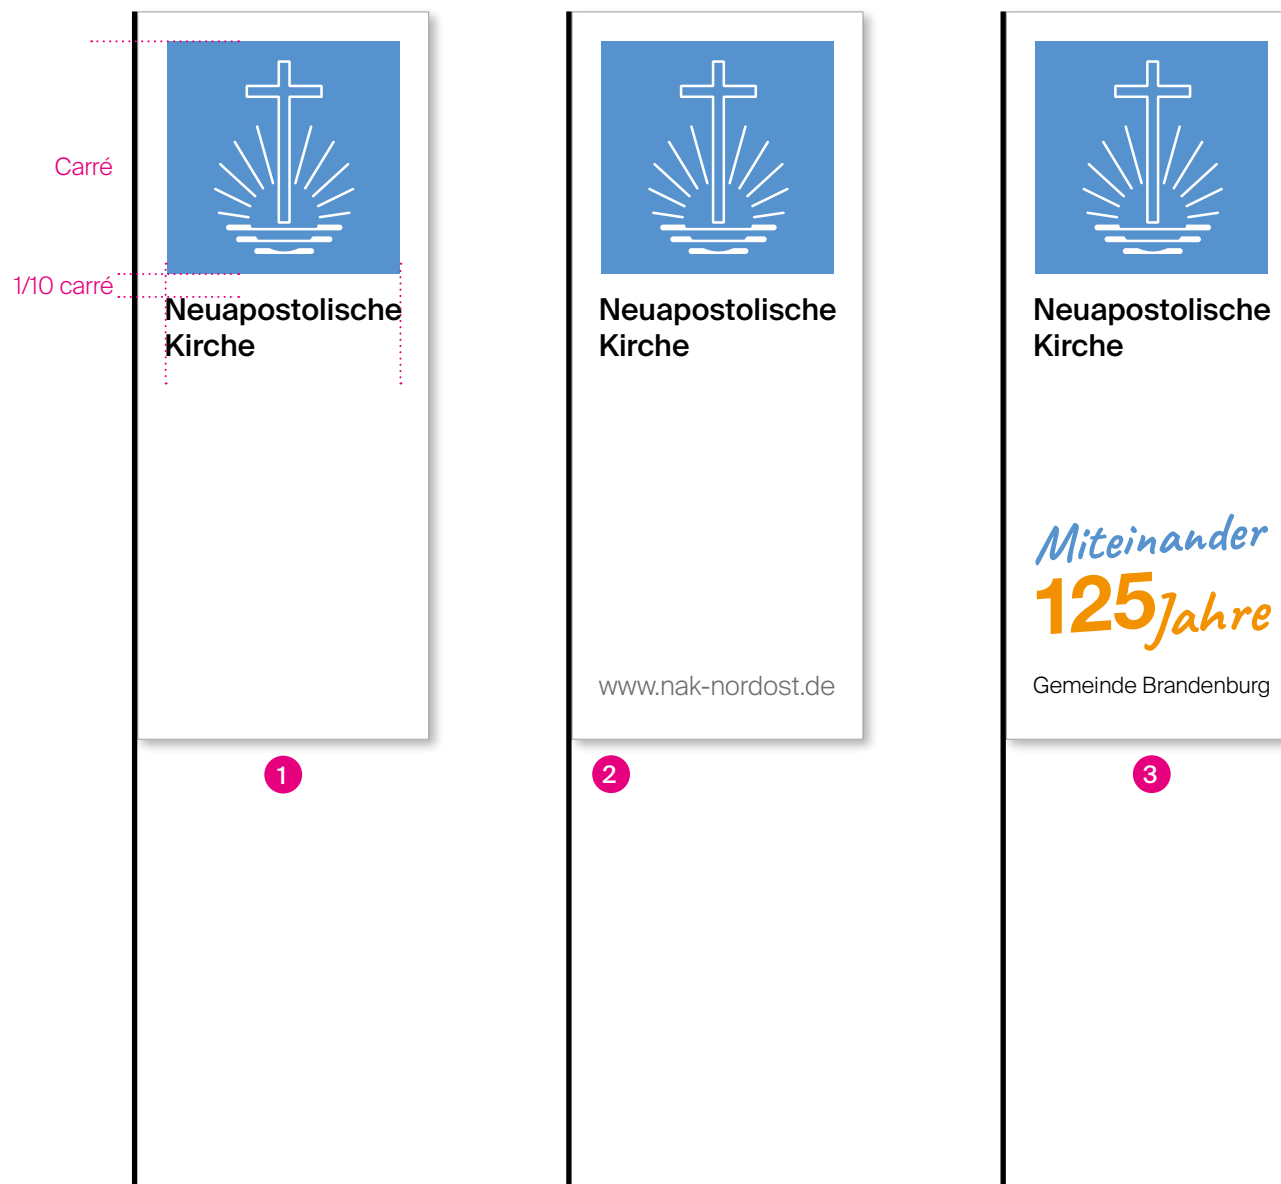 Carré
1/10 carré
Neuapostolische
Kirche
1
Neuapostolische
Kirche
www.nak-nordost.de
2
Neuapostolische
Kirche
Miteinander
125 Jahre
Gemeinde Brandenburg
3